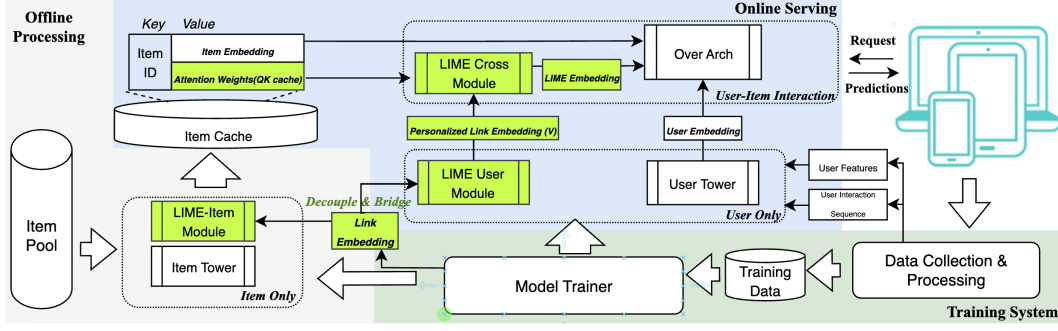 Offline
Processing
Online Serving
Key
Value
Item
ID
Item Embedding
Attention Weights(QK cache)
Item Cache
LIME Cross
Module
LIME Embedding
Over Arch
User-Item Interaction
Request
Predictions
Personalized Link Embedding (V)
User Embedding
LIME User
Module
User Tower
User Only
User Features
User Interaction
Sequence
Decouple & Bridge
Link
Embedding
Item
Pool
LIME-Item
Module
Item Tower
Item Only
Model Trainer
Training
Data
Data Collection &
Processing
Training System